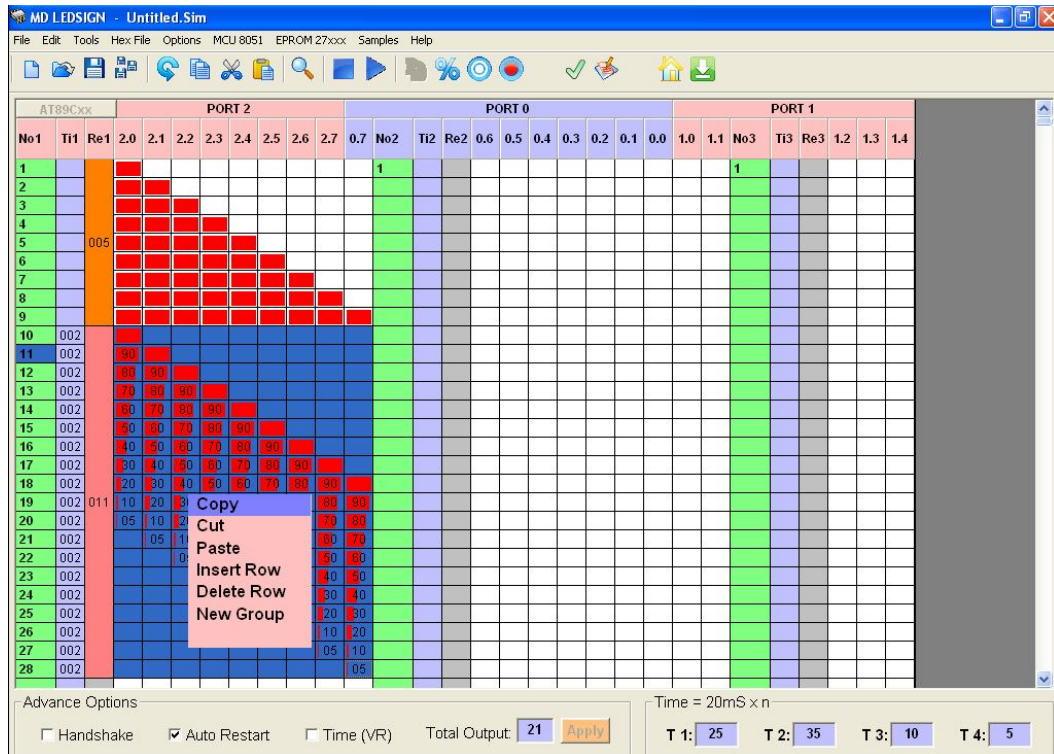 MD LEDSIGN - Untitled.Sim
File Edit Tools Hex File Options MCU 8051 EPROM 27xxx Samples Help
AT89Cxx PORT 2 PORT 0 PORT 1
No1 Ti1 Re1 2.0 2.1 2.2 2.3 2.4 2.5 2.6 2.7 0.7 No2 Ti2 Re2 0.6 0.5 0.4 0.3 0.2 0.1 0.0 1.0 1.1 No3 Ti3 Re3 1.2 1.3 1.4
1 1 1
2
3
4
5 005
6
7
8
9
10 002
11 002 90
12 002 80 90
13 002 70 80 90
14 002 60 70 80 90
15 002 50 60 70 80 90
16 002 40 50 60 70 80 90
17 002 30 40 50 60 70 80 90
18 002 20 30 40 50 60 70 80 90
19 002 011 10 20 80 90
20 002 05 10 70 80
21 002 05 60 70
22 002 50 60
23 002 40 50
24 002 30 40
25 002 20 30
26 002 10 20
27 002 05 10
28 002 05
Copy
Cut
Paste
Insert Row
Delete Row
New Group
Advance Options
Handshake Auto Restart Time (VR) Total Output: 21 Apply
Time = 20mS x n
T 1: 25 T 2: 35 T 3: 10 T 4: 5